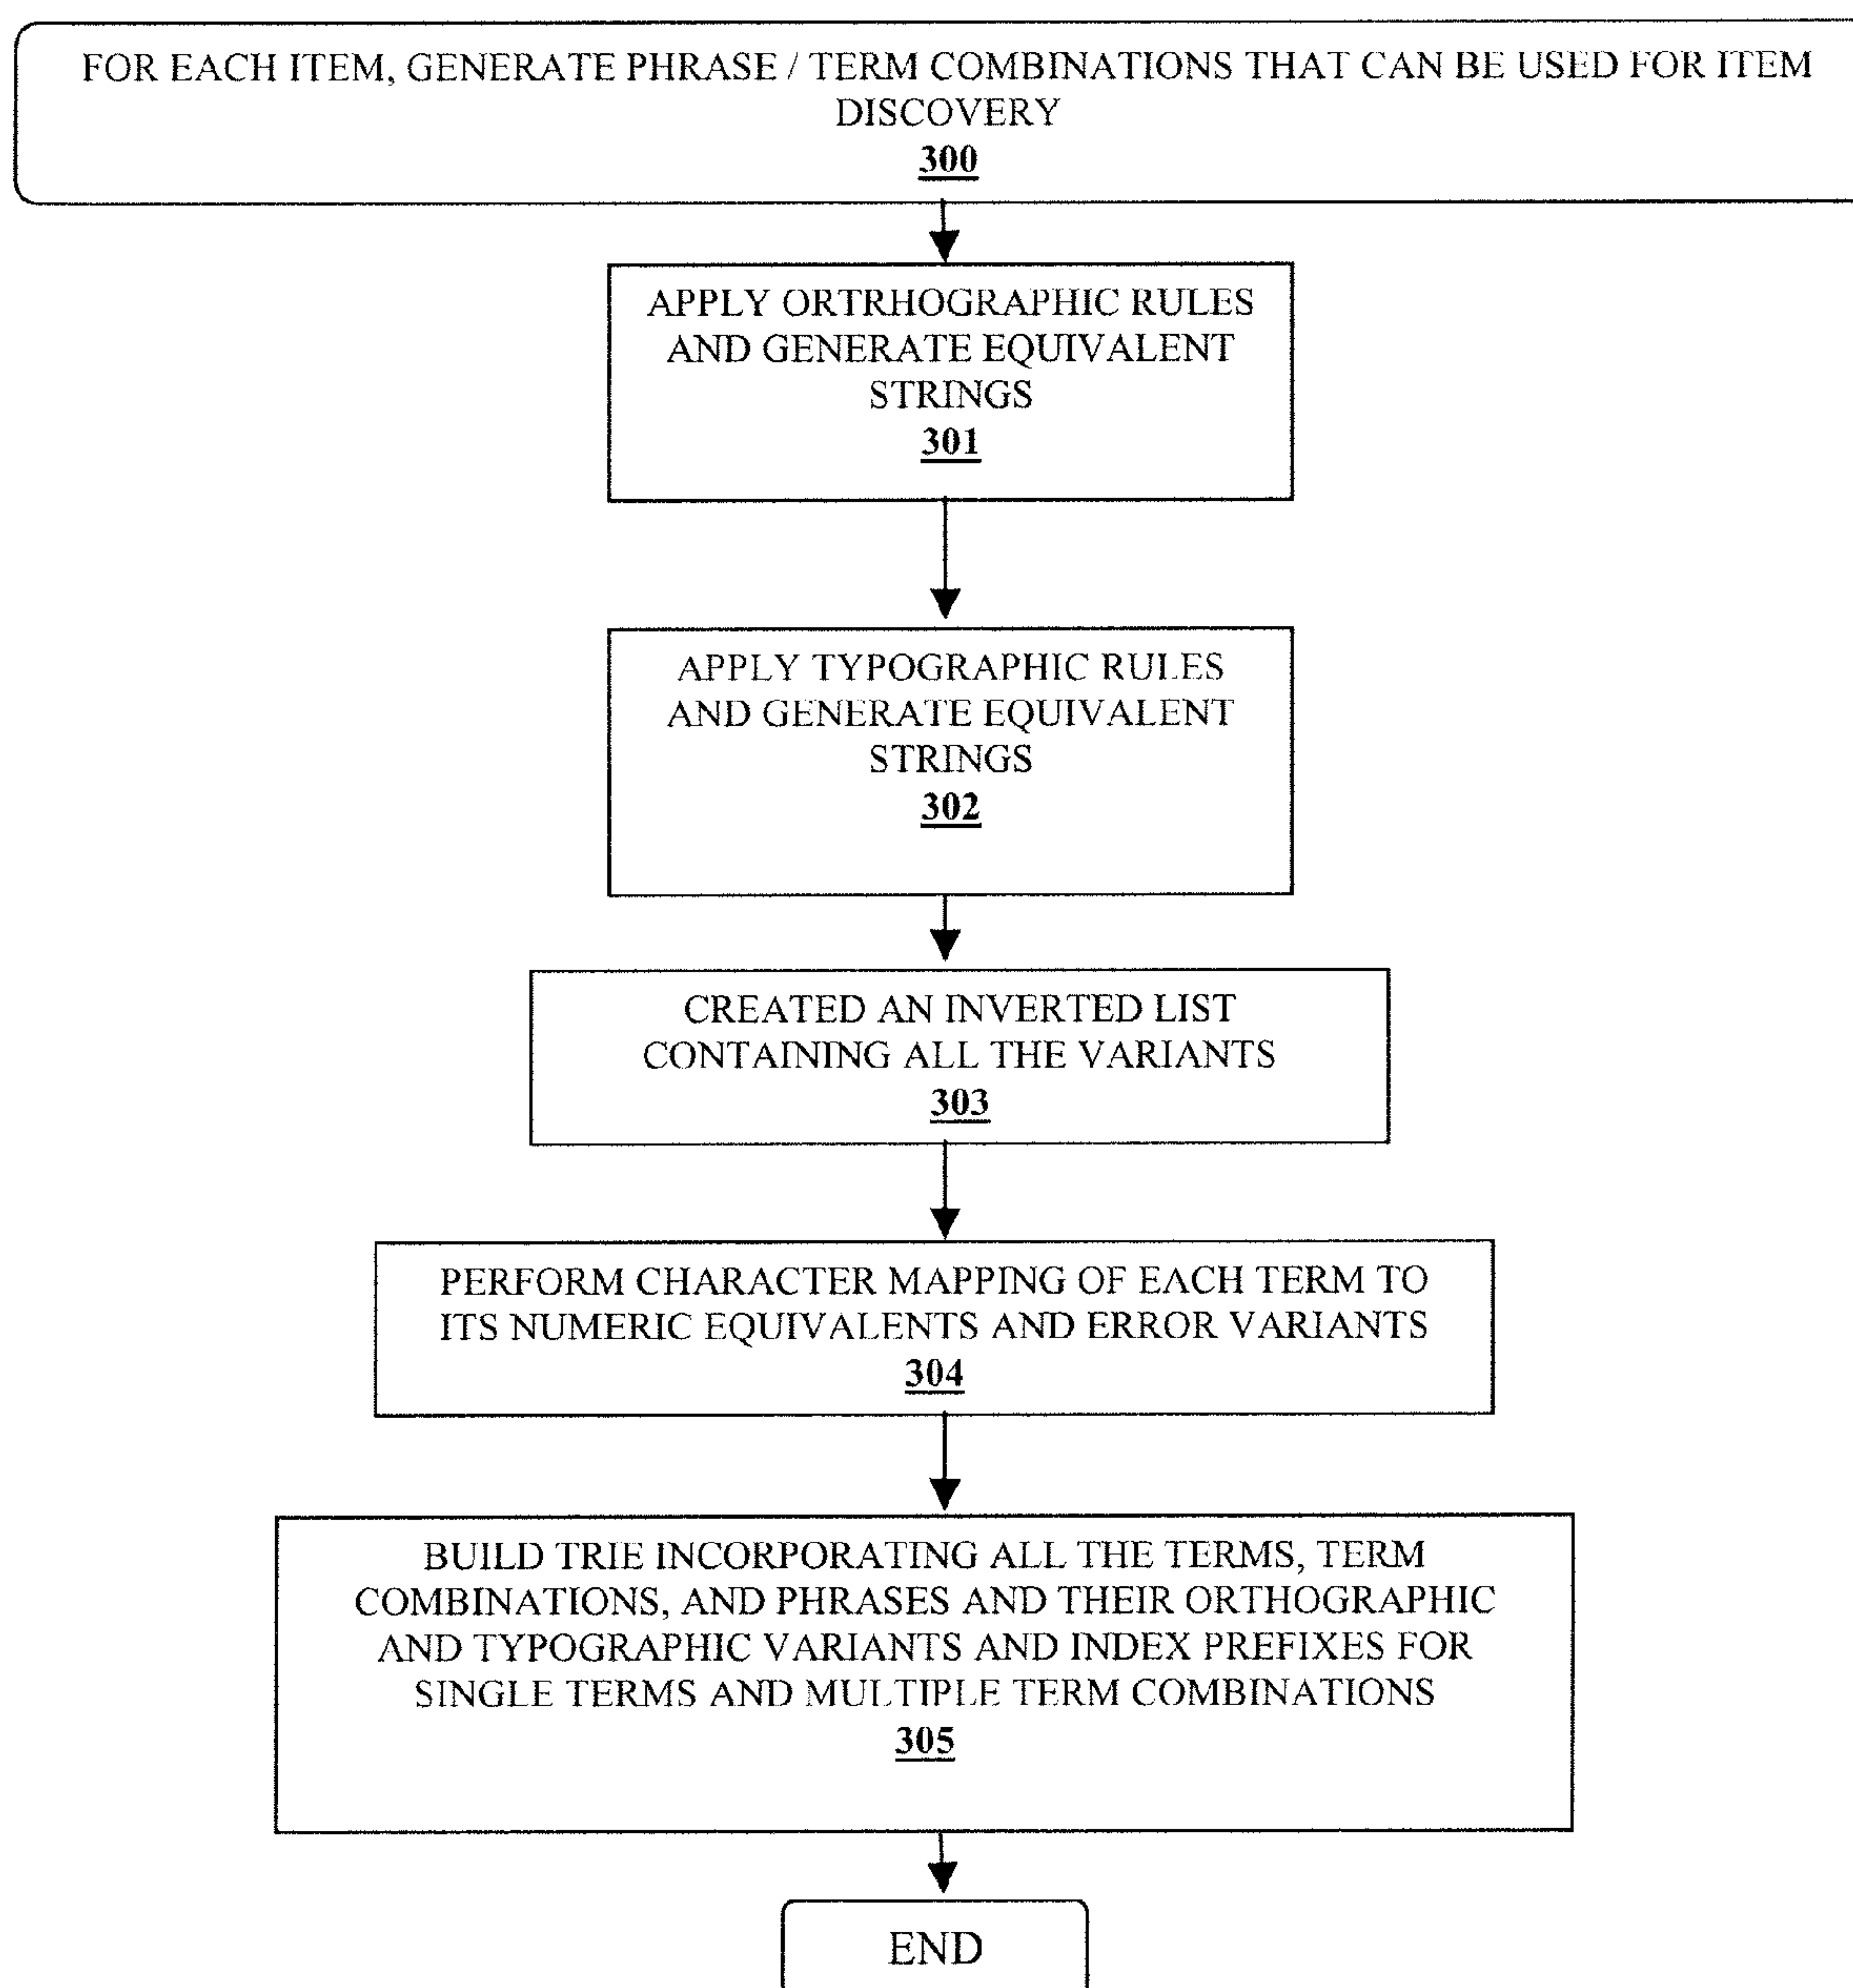 FOR EACH ITEM, GENERATE PHRASE / TERM COMBINATIONS THAT CAN BE USED FOR ITEM
DISCOVERY
300
APPLY ORTRHOGRAPHIC RULES
AND GENERATE EQUIVALENT
STRINGS
301
APPLY TYPOGRAPHIC RULES
AND GENERATE EQUIVALENT
STRINGS
302
CREATED AN INVERTED LIST
CONTAINING ALL THE VARIANTS
303
PERFORM CHARACTER MAPPING OF EACH TERM TO
ITS NUMERIC EQUIVALENTS AND ERROR VARIANTS
304
BUILD TRIE INCORPORATING ALL THE TERMS, TERM
COMBINATIONS, AND PHRASES AND THEIR ORTHOGRAPHIC
AND TYPOGRAPHIC VARIANTS AND INDEX PREFIXES FOR
SINGLE TERMS AND MULTIPLE TERM COMBINATIONS
305
END